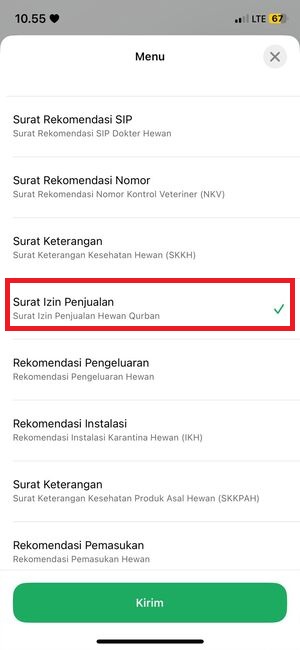 10.55
LTE 67
Menu
Surat Rekomendasi SIP
Surat Rekomendasi SIP Dokter Hewan
Surat Rekomendasi Nomor
Surat Rekomendasi Nomor Kontrol Veteriner (NKV)
Surat Keterangan
Surat Keterangan Kesehatan Hewan (SKKH)
Surat Izin Penjualan
Surat Izin Penjualan Hewan Qurban
Rekomendasi Pengeluaran
Rekomendasi Pengeluaran Hewan
Rekomendasi Instalasi
Rekomendasi Instalasi Karantina Hewan (IKH)
Surat Keterangan
Surat Keterangan Kesehatan Produk Asal Hewan (SKKPAH)
Rekomendasi Pemasukan
Rekomendasi Pemasukan Hewan
Kirim